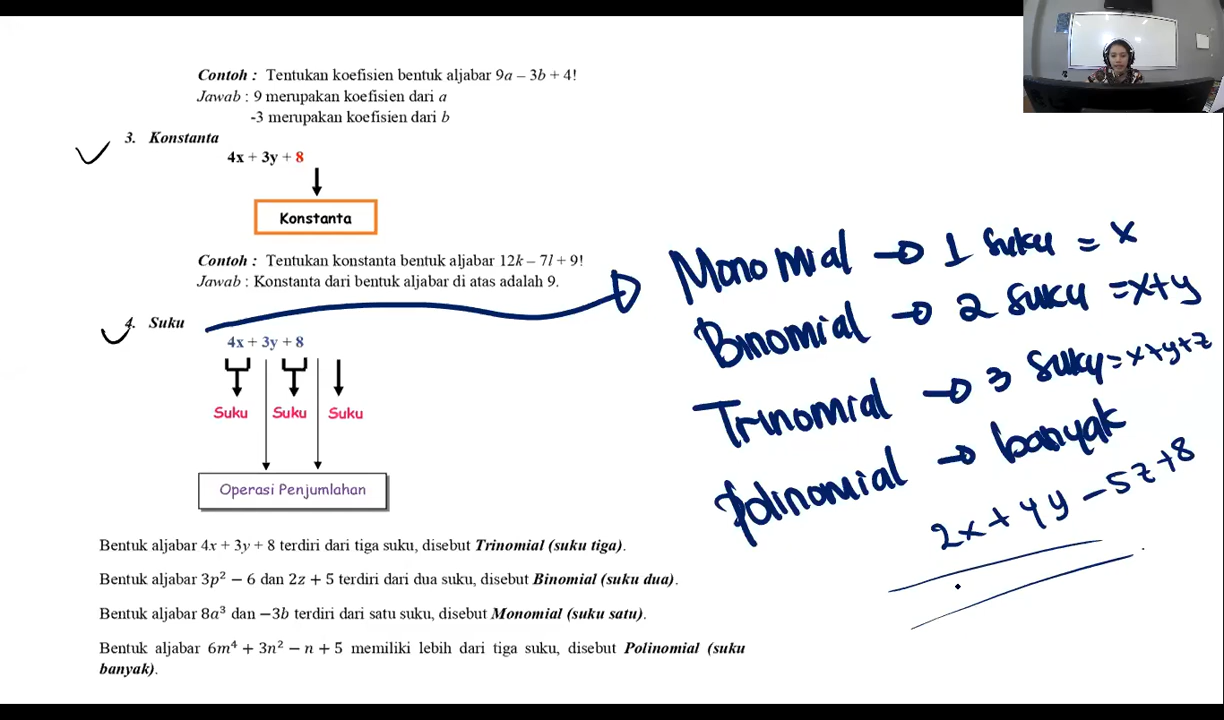 Contoh : Tentukan koefisien bentuk aljabar 9a – 3b + 4!
Jawab : 9 merupakan koefisien dari a
-3 merupakan koefisien dari b
3. Konstanta
4x + 3y + 8
Konstanta
Contoh : Tentukan konstanta bentuk aljabar 12k – 7l + 9!
Jawab : Konstanta dari bentuk aljabar di atas adalah 9.
4. Suku
4x + 3y + 8
Suku Suku Suku
Operasi Penjumlahan
Bentuk aljabar 4x + 3y + 8 terdiri dari tiga suku, disebut Trinomial (suku tiga).
Bentuk aljabar 3p² − 6 dan 2z + 5 terdiri dari dua suku, disebut Binomial (suku dua).
Bentuk aljabar 8a³ dan −3b terdiri dari satu suku, disebut Monomial (suku satu).
Bentuk aljabar 6m⁴ + 3n² − n + 5 memiliki lebih dari tiga suku, disebut Polinomial (suku
banyak).
Monomial → 1 suku = x
Binomial → 2 suku = x+y
Trinomial → 3 suku = x+y+z
Polinomial → banyak
2x + 4y − 5z + 8